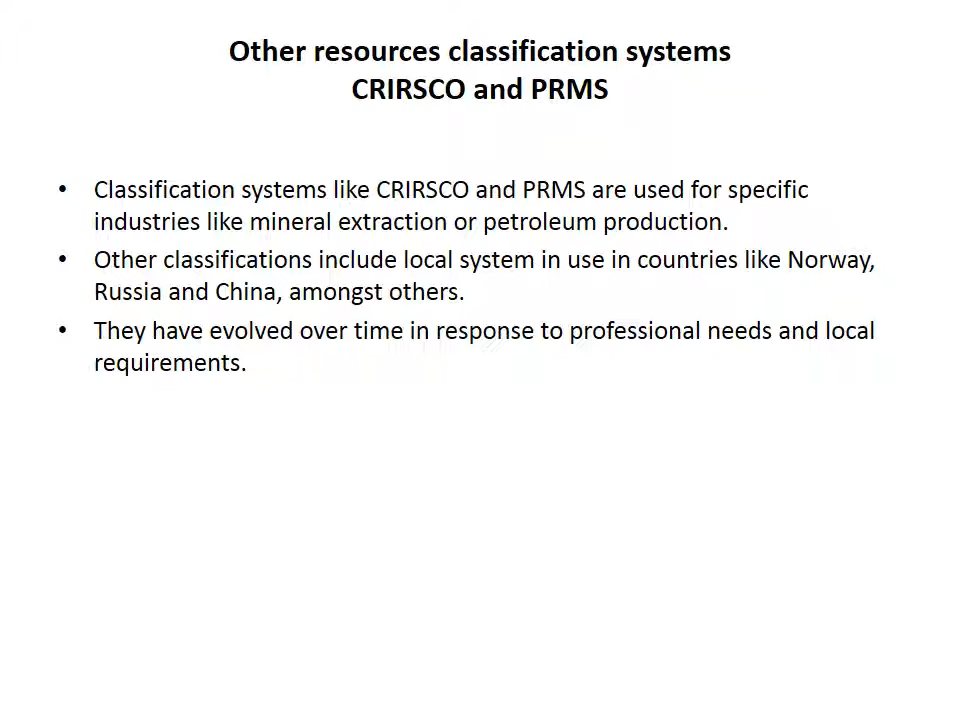 Other resources classification systems
CRIRSCO and PRMS
• Classification systems like CRIRSCO and PRMS are used for specific
industries like mineral extraction or petroleum production.
• Other classifications include local system in use in countries like Norway,
Russia and China, amongst others.
• They have evolved over time in response to professional needs and local
requirements.